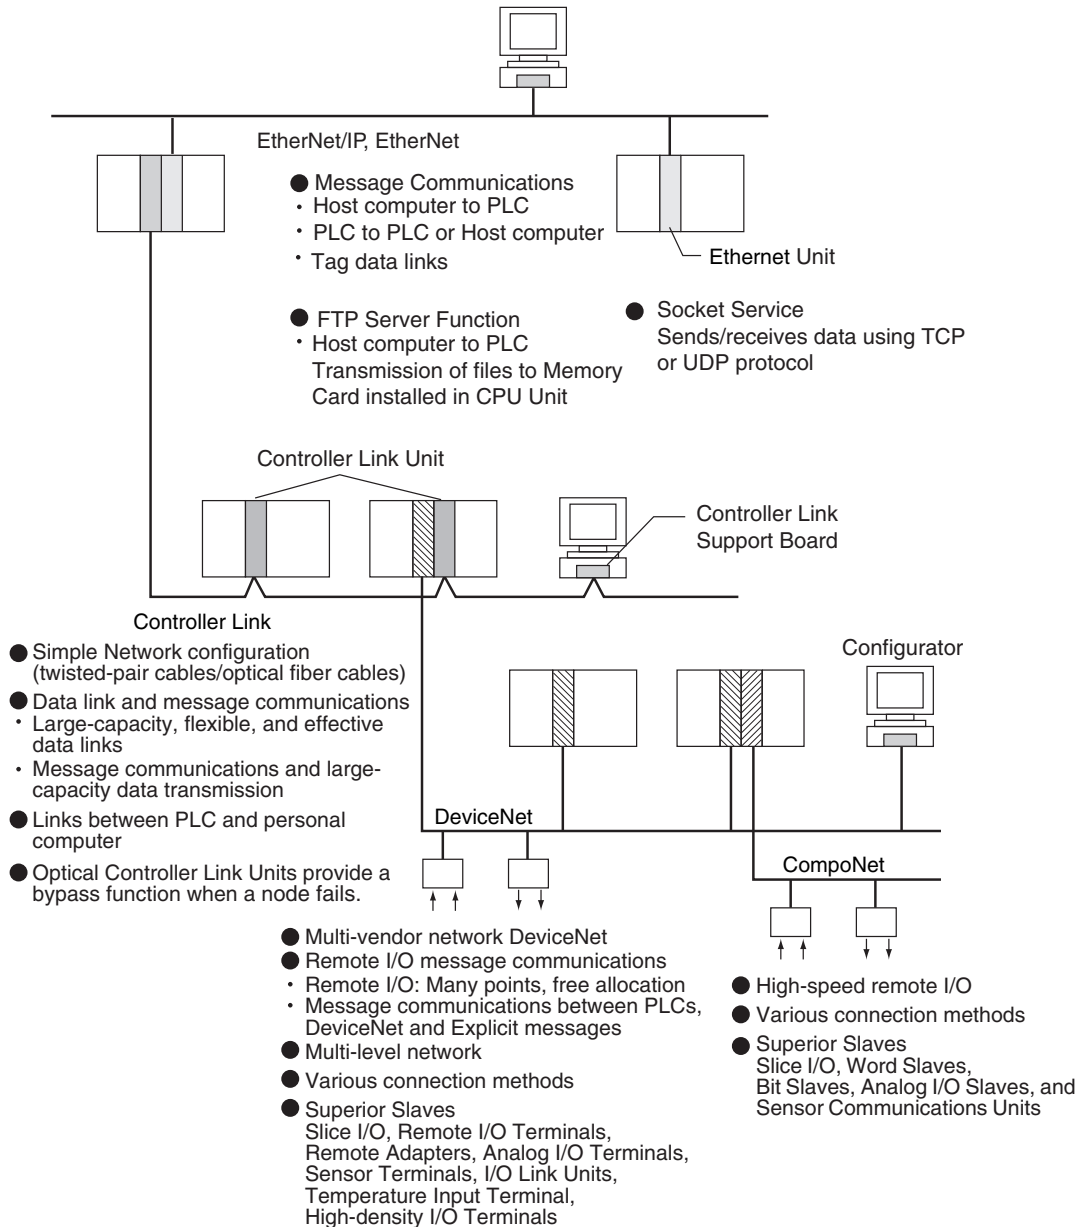 EtherNet/IP, EtherNet
● Message Communications
・ Host computer to PLC
・ PLC to PLC or Host computer
・ Tag data links
Ethernet Unit
● FTP Server Function
・ Host computer to PLC
Transmission of files to Memory
Card installed in CPU Unit
● Socket Service
Sends/receives data using TCP
or UDP protocol
Controller Link Unit
Controller Link
Support Board
Controller Link
● Simple Network configuration
(twisted-pair cables/optical fiber cables)
● Data link and message communications
・ Large-capacity, flexible, and effective
data links
・ Message communications and large-
capacity data transmission
● Links between PLC and personal
computer
● Optical Controller Link Units provide a
bypass function when a node fails.
Configurator
DeviceNet
CompoNet
● Multi-vendor network DeviceNet
● Remote I/O message communications
・ Remote I/O: Many points, free allocation
・ Message communications between PLCs,
DeviceNet and Explicit messages
● Multi-level network
● Various connection methods
● Superior Slaves
Slice I/O, Remote I/O Terminals,
Remote Adapters, Analog I/O Terminals,
Sensor Terminals, I/O Link Units,
Temperature Input Terminal,
High-density I/O Terminals
● High-speed remote I/O
● Various connection methods
● Superior Slaves
Slice I/O, Word Slaves,
Bit Slaves, Analog I/O Slaves, and
Sensor Communications Units